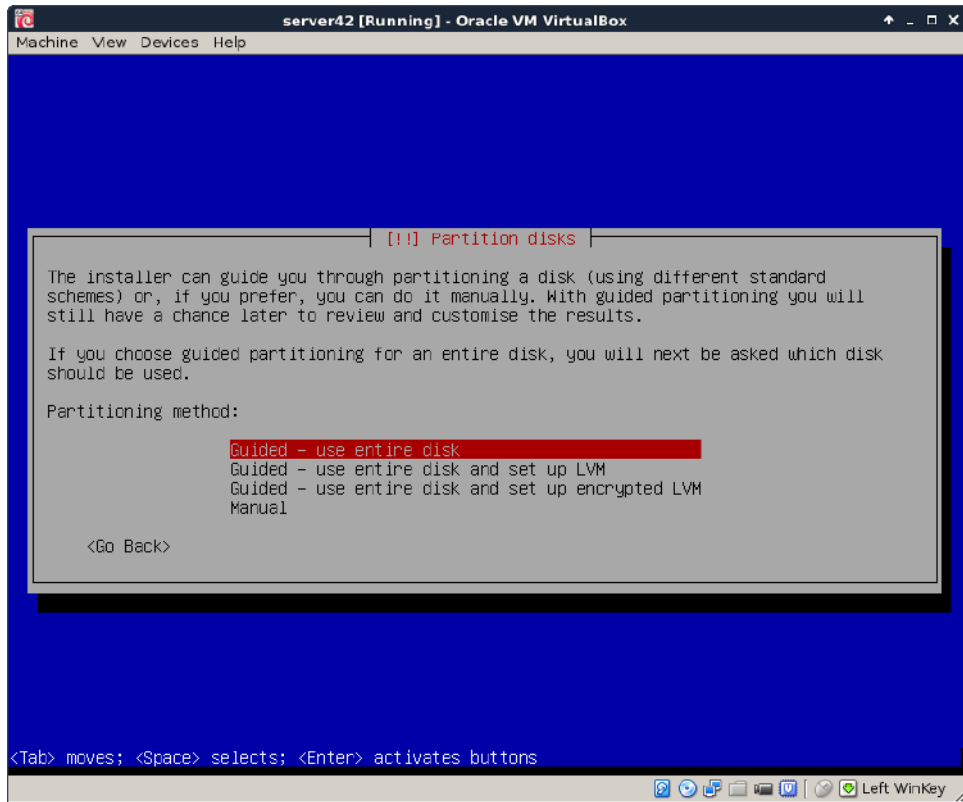 server42 [Running] - Oracle VM VirtualBox
Machine View Devices Help
[!!] Partition disks
The installer can guide you through partitioning a disk (using different standard
schemes) or, if you prefer, you can do it manually. With guided partitioning you will
still have a chance later to review and customise the results.
If you choose guided partitioning for an entire disk, you will next be asked which disk
should be used.
Partitioning method:
Guided - use entire disk
Guided - use entire disk and set up LVM
Guided - use entire disk and set up encrypted LVM
Manual
<Go Back>
<Tab> moves; <Space> selects; <Enter> activates buttons
Left WinKey